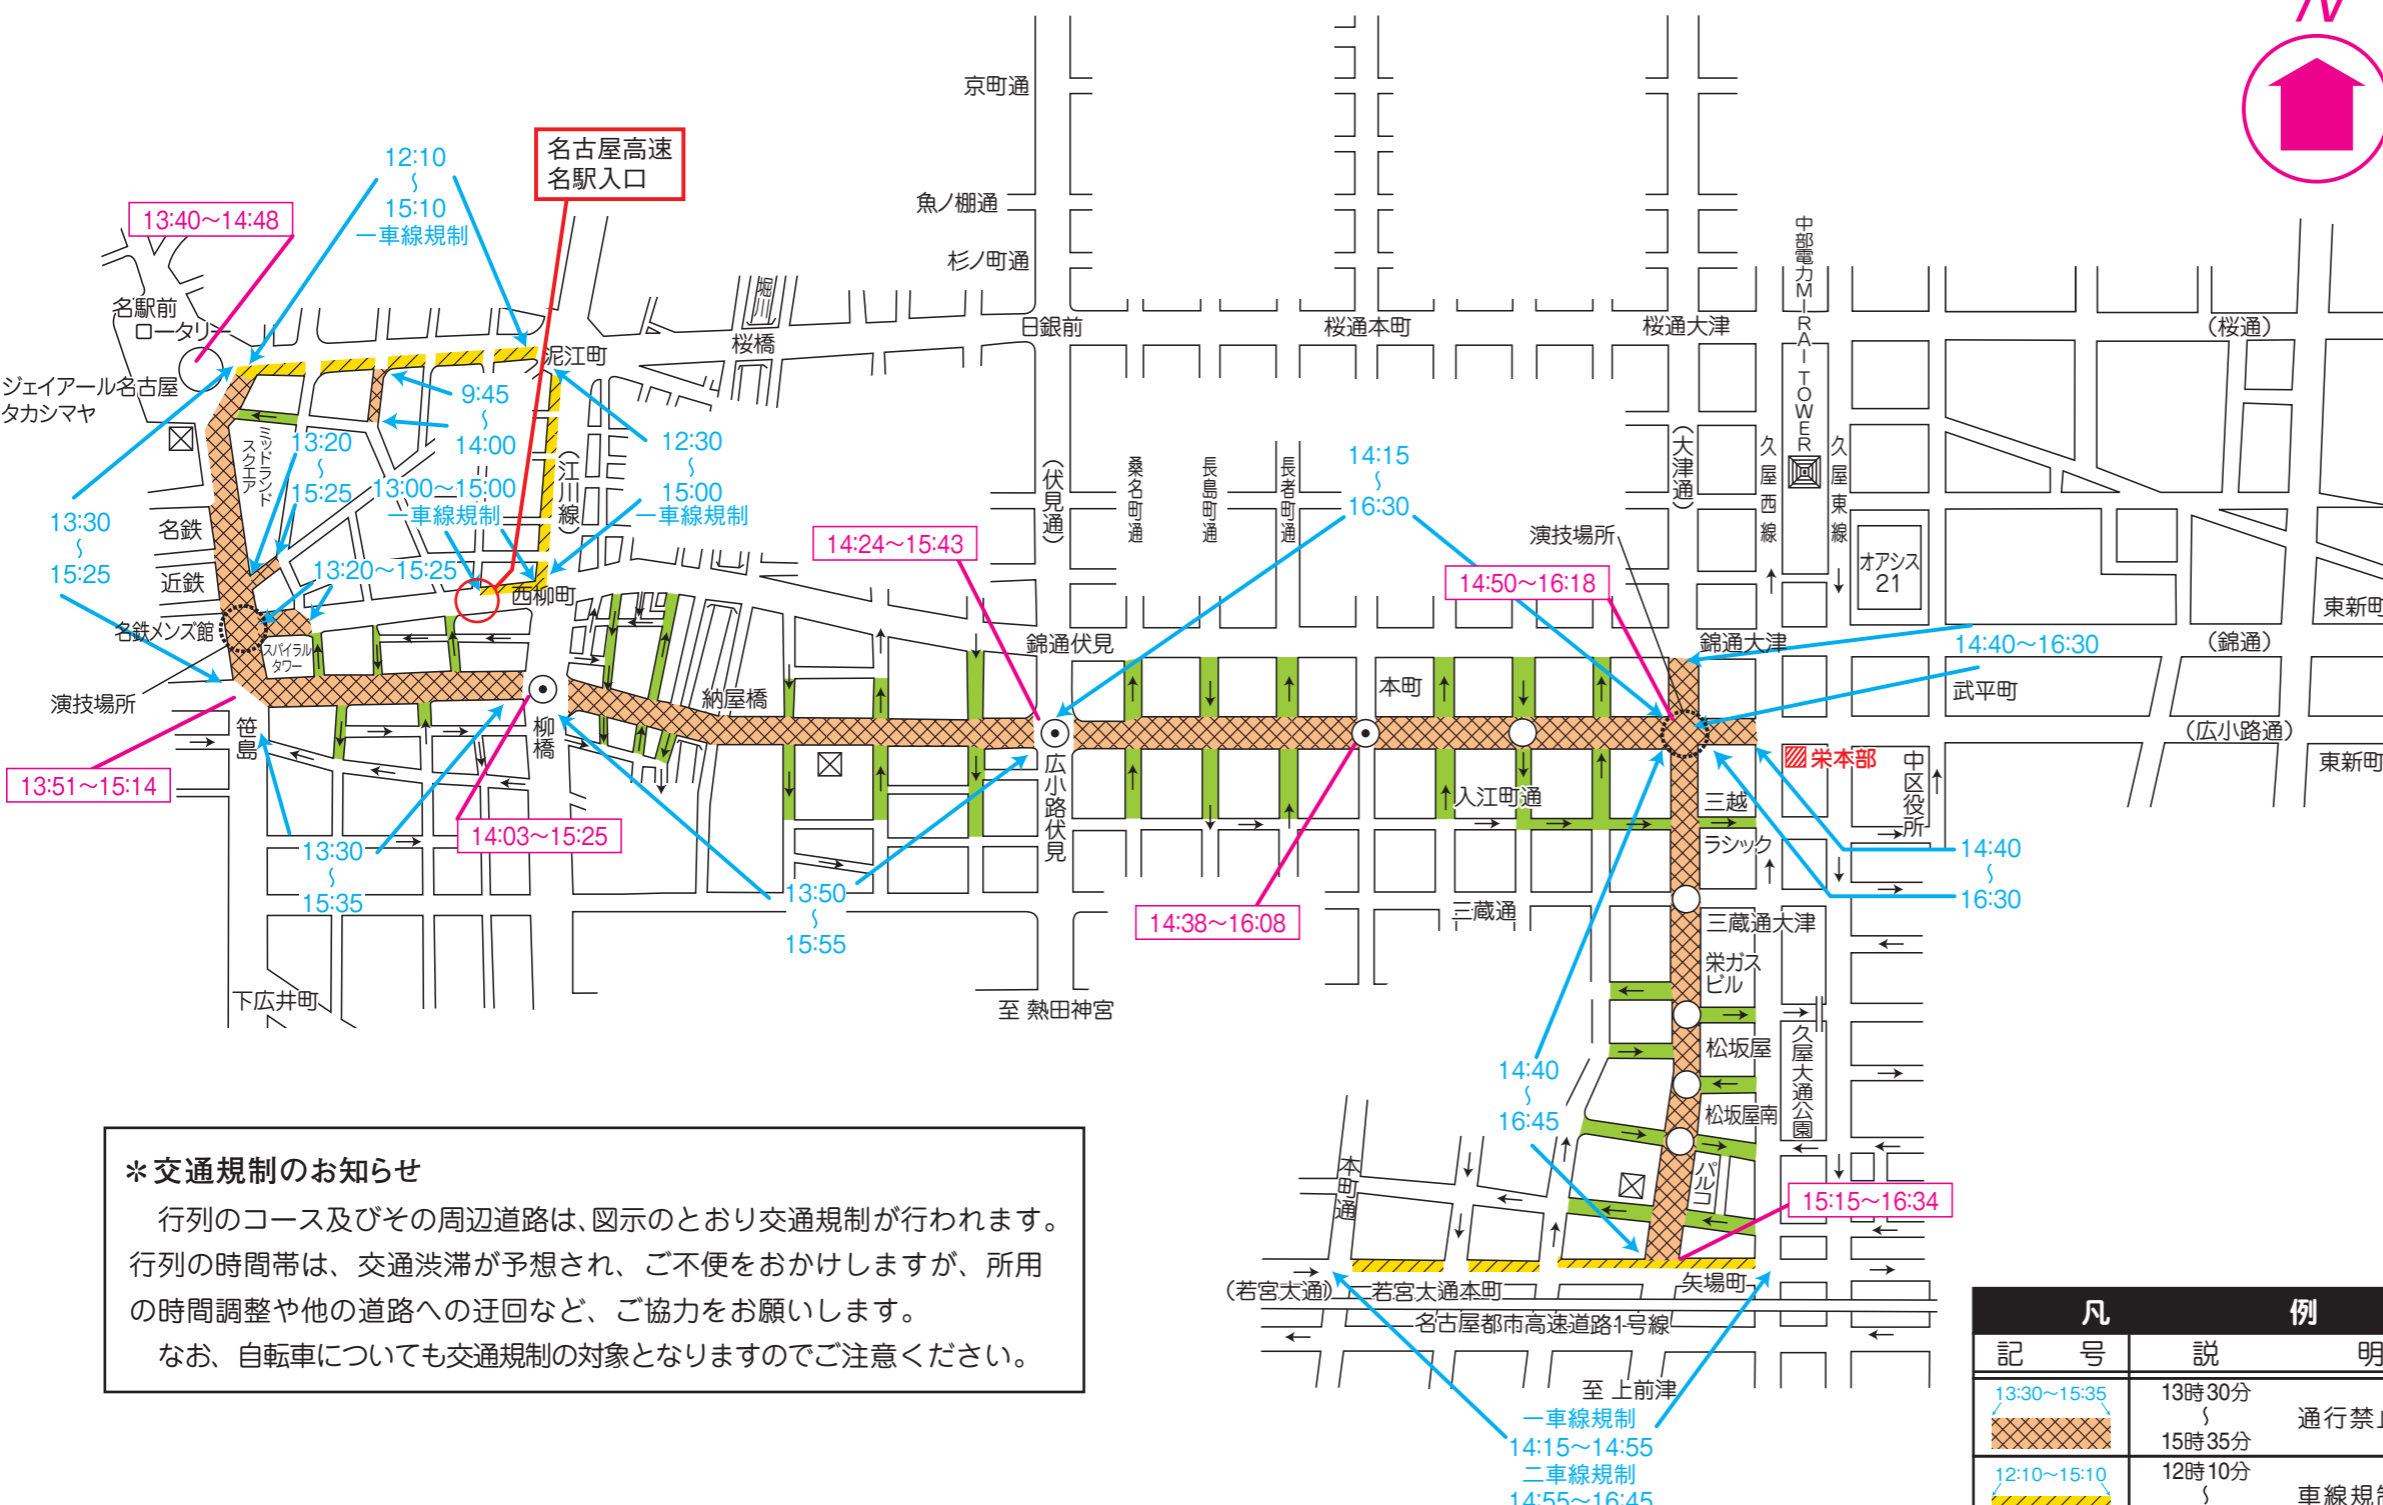 N
京町通
名古屋高速
名駅入口
12:10
〜
15:10
一車線規制
魚ノ棚通
13:40〜14:48
杉ノ町通
中部電力MIRAI TOWER
堀川
名駅前
ロータリー
日銀前
桜通本町
桜通大津
(桜通)
桜橋
泥江町
ジェイアール名古屋
タカシマヤ
9:45
〜
14:00
ミッドランド
スクエア
13:20
〜
15:25
12:30
〜
15:00
一車線規制
(江川線)
13:00〜15:00
一車線規制
(伏見通)
桑名町通
長島町通
長者町通
14:15
〜
16:30
(大津通)
久屋西線
久屋東線
オアシス
21
13:30
〜
15:25
名鉄
近鉄
13:20〜15:25
西柳町
14:24〜15:43
演技場所
14:50〜16:18
東新町
名鉄メンズ館
スパイラル
タワー
錦通伏見
錦通大津
14:40〜16:30
(錦通)
演技場所
納屋橋
本町
武平町
(広小路通)
笹島
柳橋
栄本部
東新町
13:51〜15:14
広小路伏見
入江町通
三越
中区役所
14:03〜15:25
ラシック
13:30
〜
15:35
14:40
〜
16:30
13:50
〜
15:55
14:38〜16:08
三蔵通
三蔵通大津
栄ガス
ビル
下広井町
至 熱田神宮
松坂屋
久屋大通公園
14:40
〜
16:45
松坂屋南
本町通
パルコ
15:15〜16:34
＊交通規制のお知らせ
行列のコース及びその周辺道路は、図示のとおり交通規制が行われます。
行列の時間帯は、交通渋滞が予想され、ご不便をおかけしますが、所用
の時間調整や他の道路への迂回など、ご協力をお願いします。
なお、自転車についても交通規制の対象となりますのでご注意ください。
(若宮大通)
若宮大通本町
矢場町
名古屋都市高速道路1号線
至 上前津
一車線規制
14:15〜14:55
二車線規制
14:55〜16:45
凡例
記号 説明
13:30〜15:35
13時30分
〜
15時35分
通行禁止
12:10〜15:10
12時10分
〜
車線規制